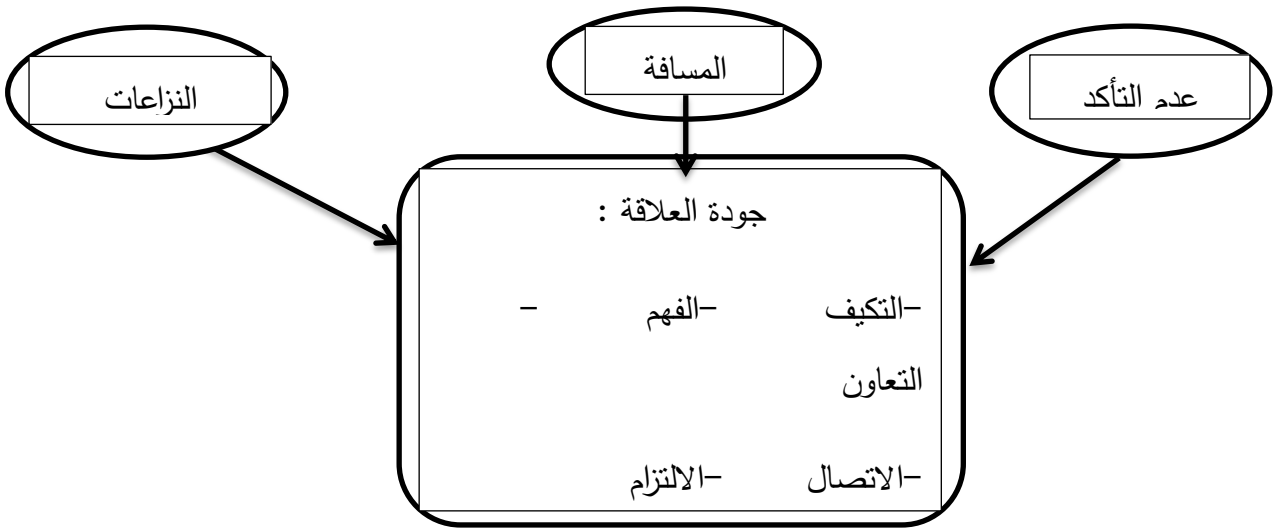 عدم التأكد
المسافة
النزاعات
جودة العلاقة :
-التكيف -الفهم -
التعاون
-الاتصال -الالتزام